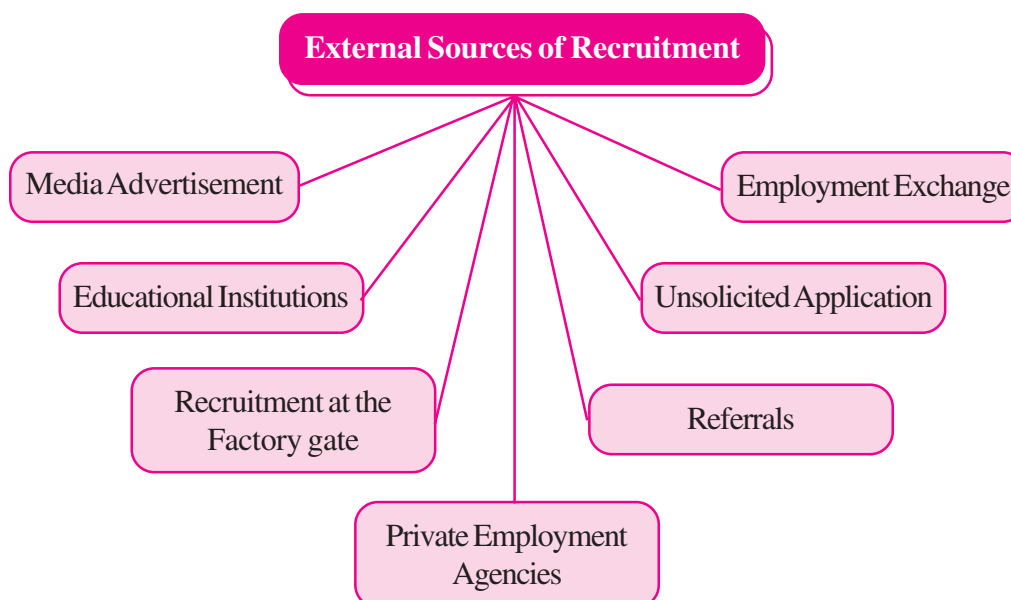 External Sources of Recruitment
Media Advertisement
Employment Exchange
Educational Institutions
Unsolicited Application
Recruitment at the
Factory gate
Referrals
Private Employment
Agencies